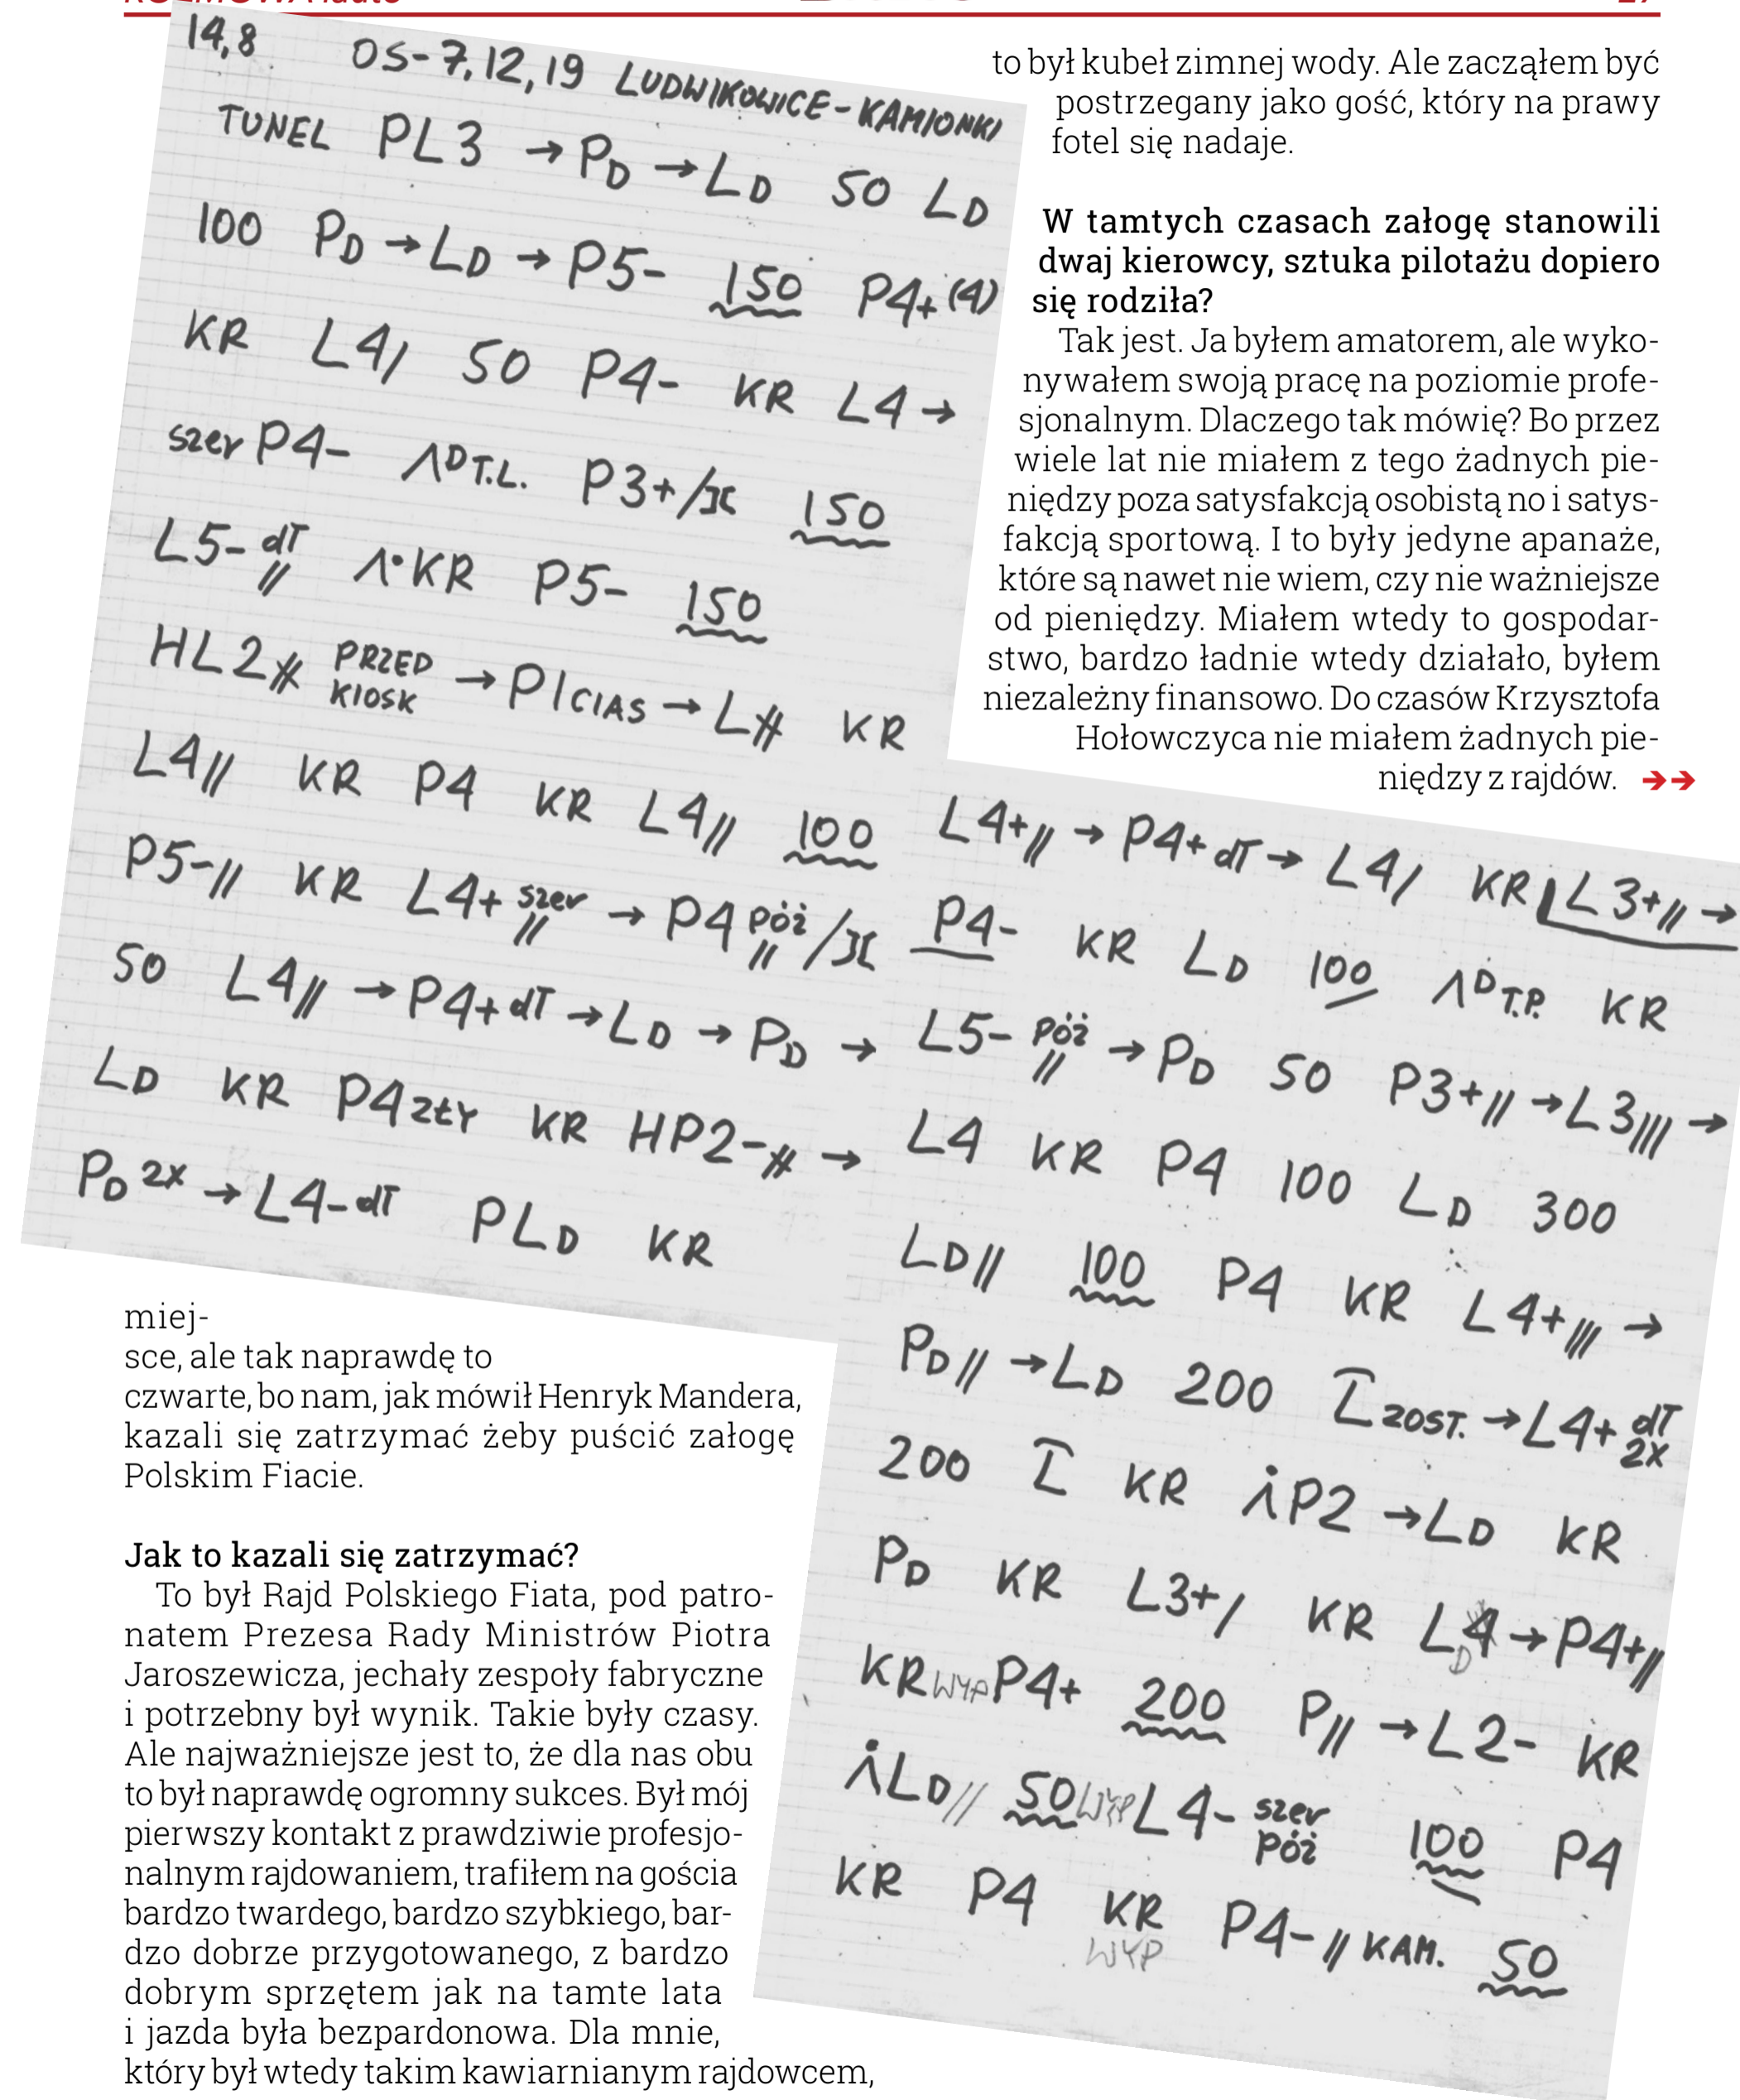 14,8 OS-7,12,19 LUDWIKOWICE-KAMIONKI
TUNEL PL3 → PD → LD 50 LD
100 PD → LD → P5- 150 P4+(4)
KR L4/ 50 P4- KR L4 →
szer P4- ΛD T.L. P3+/)( 150
L5- dT // Λ• KR P5- 150
HL2# PRZED KIOSK → P1CIAS → L# KR
L4// KR P4 KR L4// 100
P5-// KR L4+ szer // → P4 póż // /)(
50 L4// → P4+ dT → LD → PD →
LD KR P4 ZŁY KR HP2-# →
PD 2X → L4- dT PLD KR
L4+// → P4+ dT → L4/ KR L3+// →
P4- KR LD 100 ΛD T.P. KR
L5- póż // → PD 50 P3+// → L3/// →
L4 KR P4 100 LD 300
LD// 100 P4 KR L4+/// →
PD// → LD 200 ZOST. → L4+ dT 2X
200 KR P2 → LD KR
PD KR L3+/ KR LD → P4+//
KR WYP P4+ 200 P// → L2- KR
LD// 50 WYP L4- szer póż 100 P4
KR P4 KR WYP P4-// KAM. 50
miej-
sce, ale tak naprawdę to
czwarte, bo nam, jak mówił Henryk Mandera,
kazali się zatrzymać żeby puścić załogę
Polskim Fiacie.
Jak to kazali się zatrzymać?
To był Rajd Polskiego Fiata, pod patro-
natem Prezesa Rady Ministrów Piotra
Jaroszewicza, jechały zespoły fabryczne
i potrzebny był wynik. Takie były czasy.
Ale najważniejsze jest to, że dla nas obu
to był naprawdę ogromny sukces. Był mój
pierwszy kontakt z prawdziwie profesjo-
nalnym rajdowaniem, trafiłem na gościa
bardzo twardego, bardzo szybkiego, bar-
dzo dobrze przygotowanego, z bardzo
dobrym sprzętem jak na tamte lata
i jazda była bezpardonowa. Dla mnie,
który był wtedy takim kawiarnianym rajdowcem,
to był kubeł zimnej wody. Ale zacząłem być
postrzegany jako gość, który na prawy
fotel się nadaje.
W tamtych czasach załogę stanowili
dwaj kierowcy, sztuka pilotażu dopiero
się rodziła?
Tak jest. Ja byłem amatorem, ale wyko-
nywałem swoją pracę na poziomie profe-
sjonalnym. Dlaczego tak mówię? Bo przez
wiele lat nie miałem z tego żadnych pie-
niędzy poza satysfakcją osobistą no i satys-
fakcją sportową. I to były jedyne apanaże,
które są nawet nie wiem, czy nie ważniejsze
od pieniędzy. Miałem wtedy to gospodar-
stwo, bardzo ładnie wtedy działało, byłem
niezależny finansowo. Do czasów Krzysztofa
Hołowczyca nie miałem żadnych pie-
niędzy z rajdów.